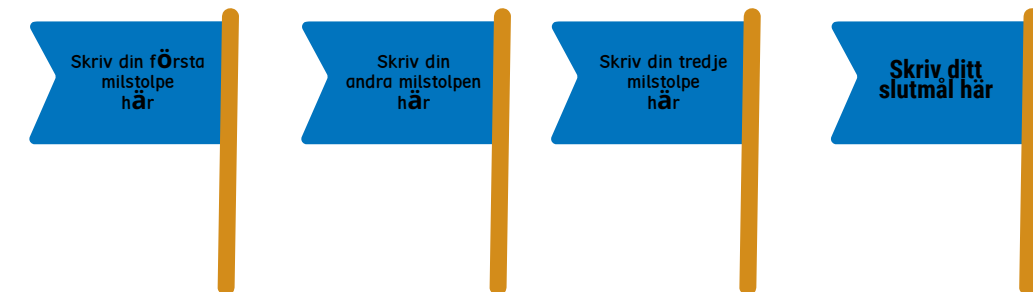 Skriv din första
milstolpe
här
Skriv din
andra milstolpen
här
Skriv din tredje
milstolpe
här
Skriv ditt
slutmål här